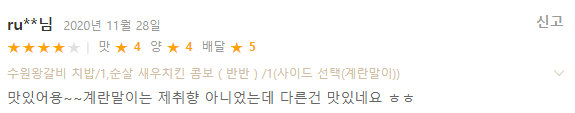 ru**님 2020년 11월 28일 신고
★★★★★ | 맛 ★ 4 양 ★ 4 배달 ★ 5
수원왕갈비 치밥/1,순살 새우치킨 콤보 ( 반반 ) /1(사이드 선택(계란말이))
맛있어용~~계란말이는 제취향 아니었는데 다른건 맛있네요 ㅎㅎ